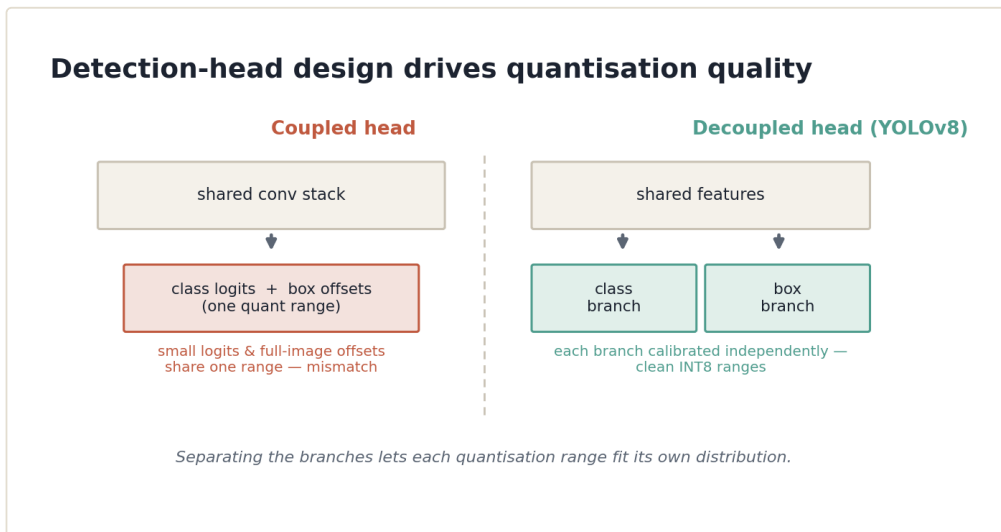 Detection-head design drives quantisation quality
Coupled head
shared conv stack
class logits + box offsets
(one quant range)
small logits & full-image offsets
share one range — mismatch
Decoupled head (YOLOv8)
shared features
class
branch
box
branch
each branch calibrated independently —
clean INT8 ranges
Separating the branches lets each quantisation range fit its own distribution.